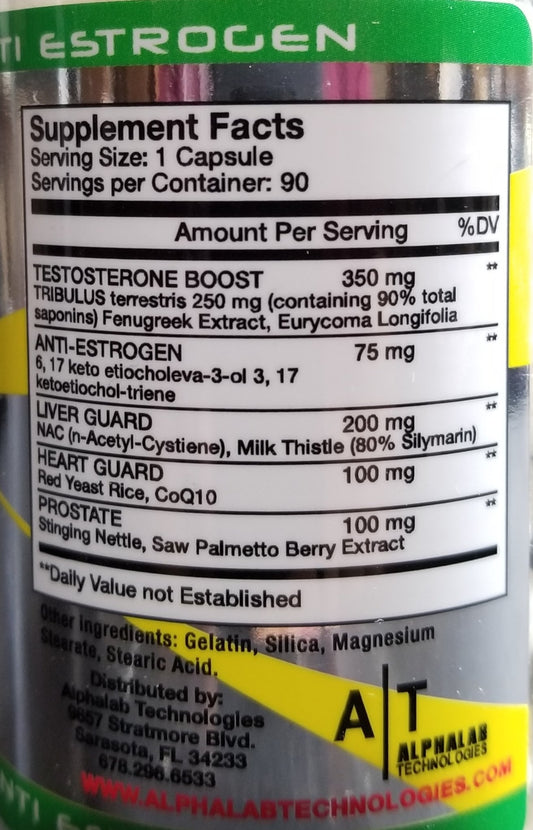 TI ESTROGEN
Supplement Facts
Serving Size: 1 Capsule
Servings per Container: 90
Amount Per Serving %DV
TESTOSTERONE BOOST 350 mg **
TRIBULUS terrestris 250 mg (containing 90% total
saponins) Fenugreek Extract, Eurycoma Longifolia
ANTI-ESTROGEN 75 mg **
6, 17 keto etiocholeva-3-ol 3, 17
ketoetiochol-triene
LIVER GUARD 200 mg **
NAC (n-Acetyl-Cystiene), Milk Thistle (80% Silymarin)
HEART GUARD 100 mg **
Red Yeast Rice, CoQ10
PROSTATE 100 mg **
Stinging Nettle, Saw Palmetto Berry Extract
**Daily Value not Established
Other Ingredients: Gelatin, Silica, Magnesium
Stearate, Stearic Acid.
Distributed by:
Alphalab Technologies
9657 Stratmore Blvd.
Sarasota, FL 34233
678.296.6533
A|T
ALPHALAB
TECHNOLOGIES
WWW.ALPHALABTECHNOLOGIES.COM